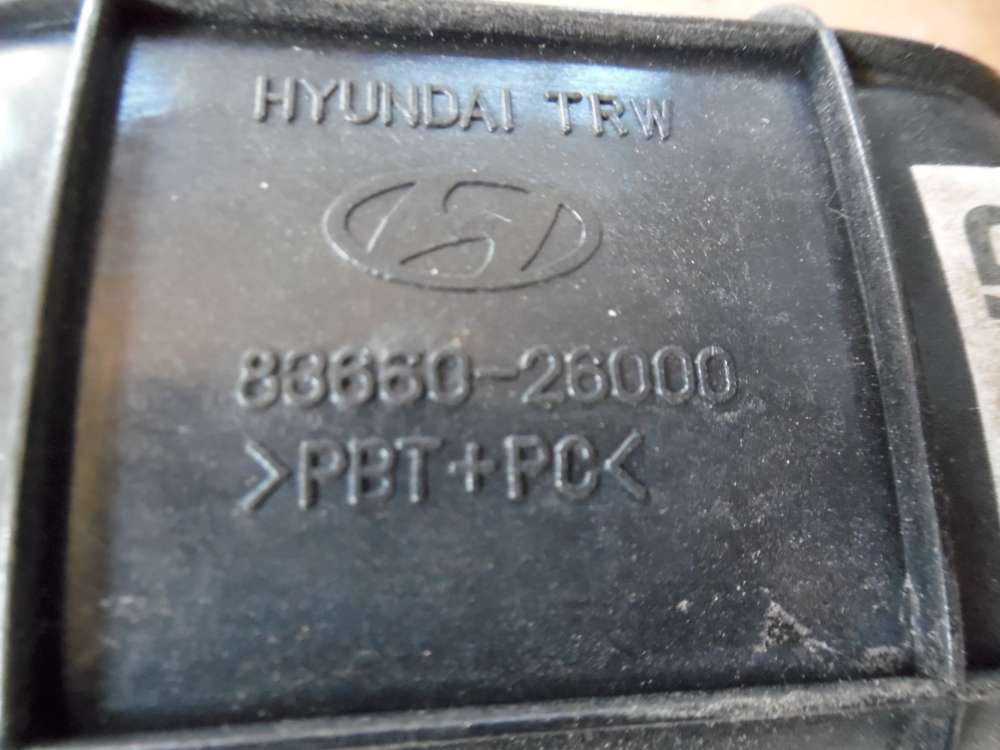 HYUNDAI TRW
83660-26000
>PBT+PC<